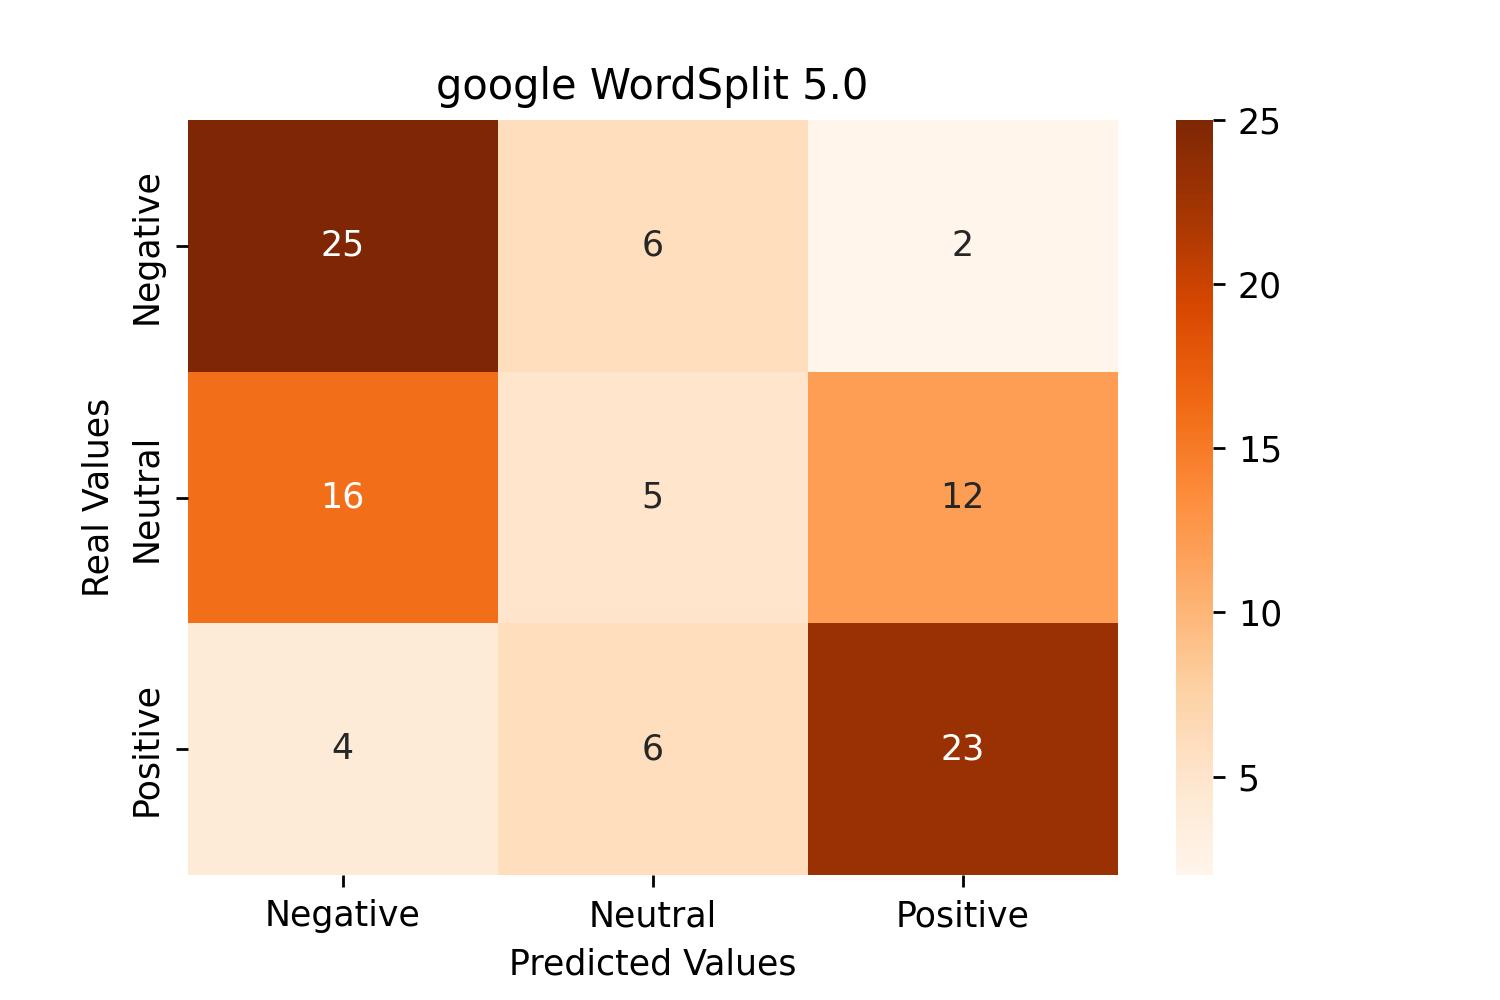 google WordSplit 5.0
Real Values
Negative
25 6 2
Neutral
16 5 12
Positive
4 6 23
Negative Neutral Positive
Predicted Values
25
20
15
10
5